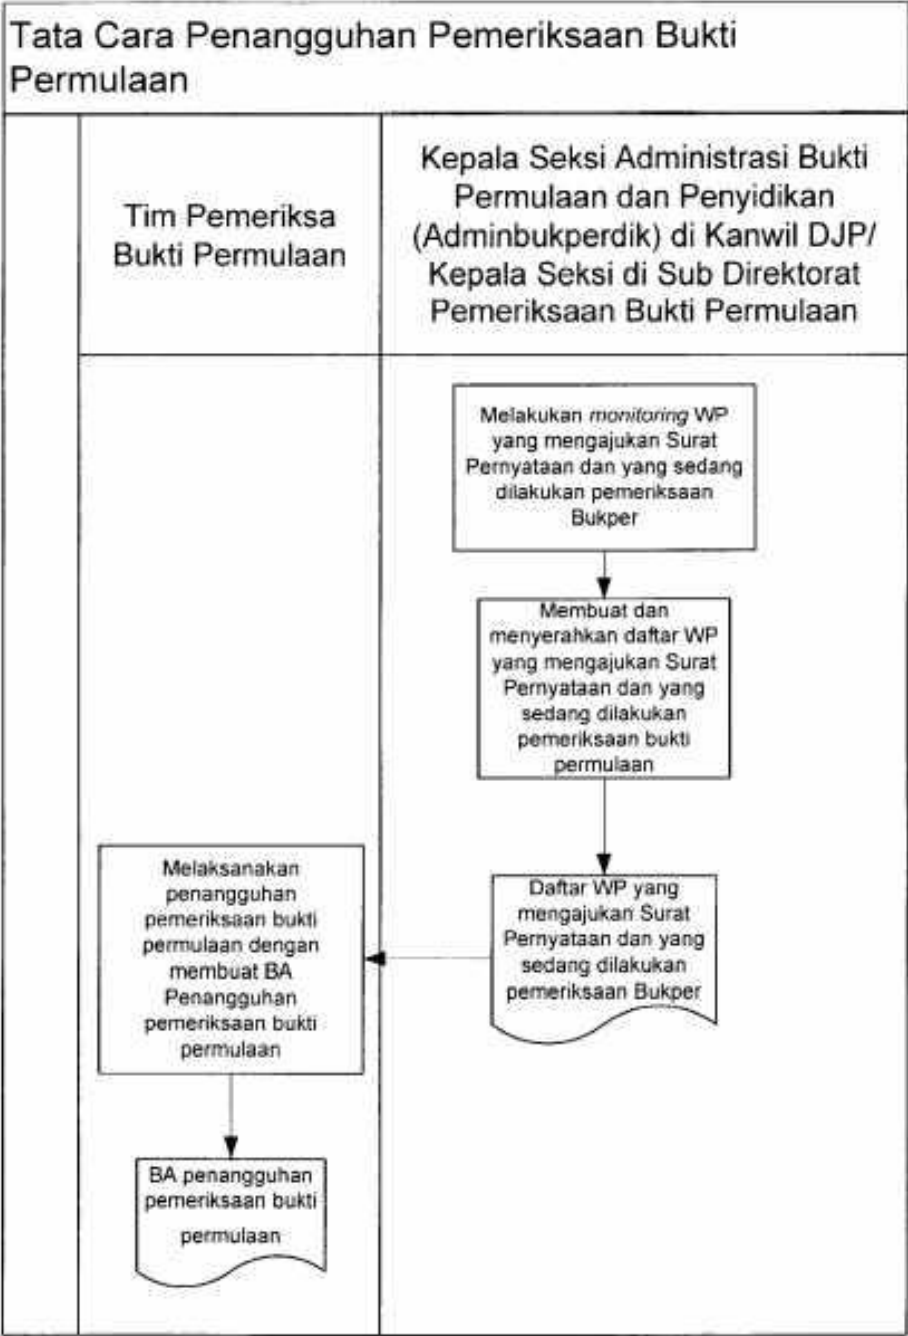 Tata Cara Penangguhan Pemeriksaan Bukti
Permulaan
Tim Pemeriksa
Bukti Permulaan
Kepala Seksi Administrasi Bukti
Permulaan dan Penyidikan
(Adminbukperdik) di Kanwil DJP/
Kepala Seksi di Sub Direktorat
Pemeriksaan Bukti Permulaan
Melakukan monitoring WP
yang mengajukan Surat
Pernyataan dan yang sedang
dilakukan pemeriksaan
Bukper
Membuat dan
menyerahkan daftar WP
yang mengajukan Surat
Pernyataan dan yang
sedang dilakukan
pemeriksaan bukti
permulaan
Daftar WP yang
mengajukan Surat
Pernyataan dan yang
sedang dilakukan
pemeriksaan Bukper
Melaksanakan
penangguhan
pemeriksaan bukti
permulaan dengan
membuat BA
Penangguhan
pemeriksaan bukti
permulaan
BA penangguhan
pemeriksaan bukti
permulaan